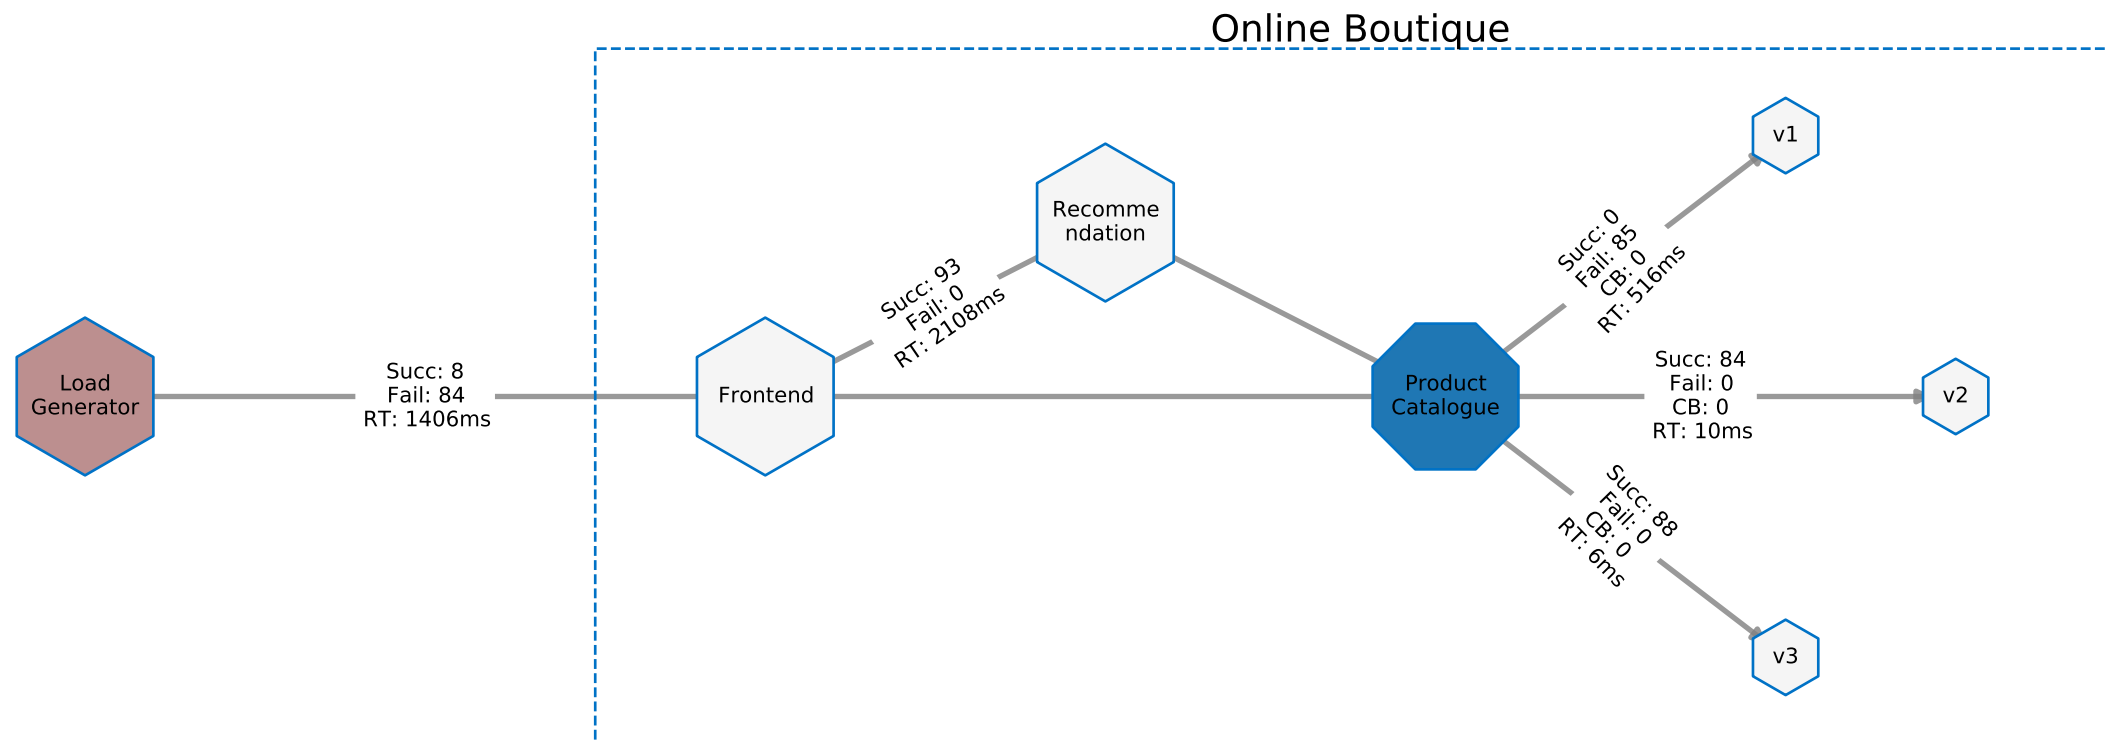 Online Boutique
Load
Generator
Succ: 8
Fail: 84
RT: 1406ms
Frontend
Succ: 93
Fail: 0
RT: 2108ms
Recomme
ndation
Product
Catalogue
Succ: 0
Fail: 85
CB: 0
RT: 516ms
v1
Succ: 84
Fail: 0
CB: 0
RT: 10ms
v2
Succ: 88
Fail: 0
CB: 0
RT: 6ms
v3